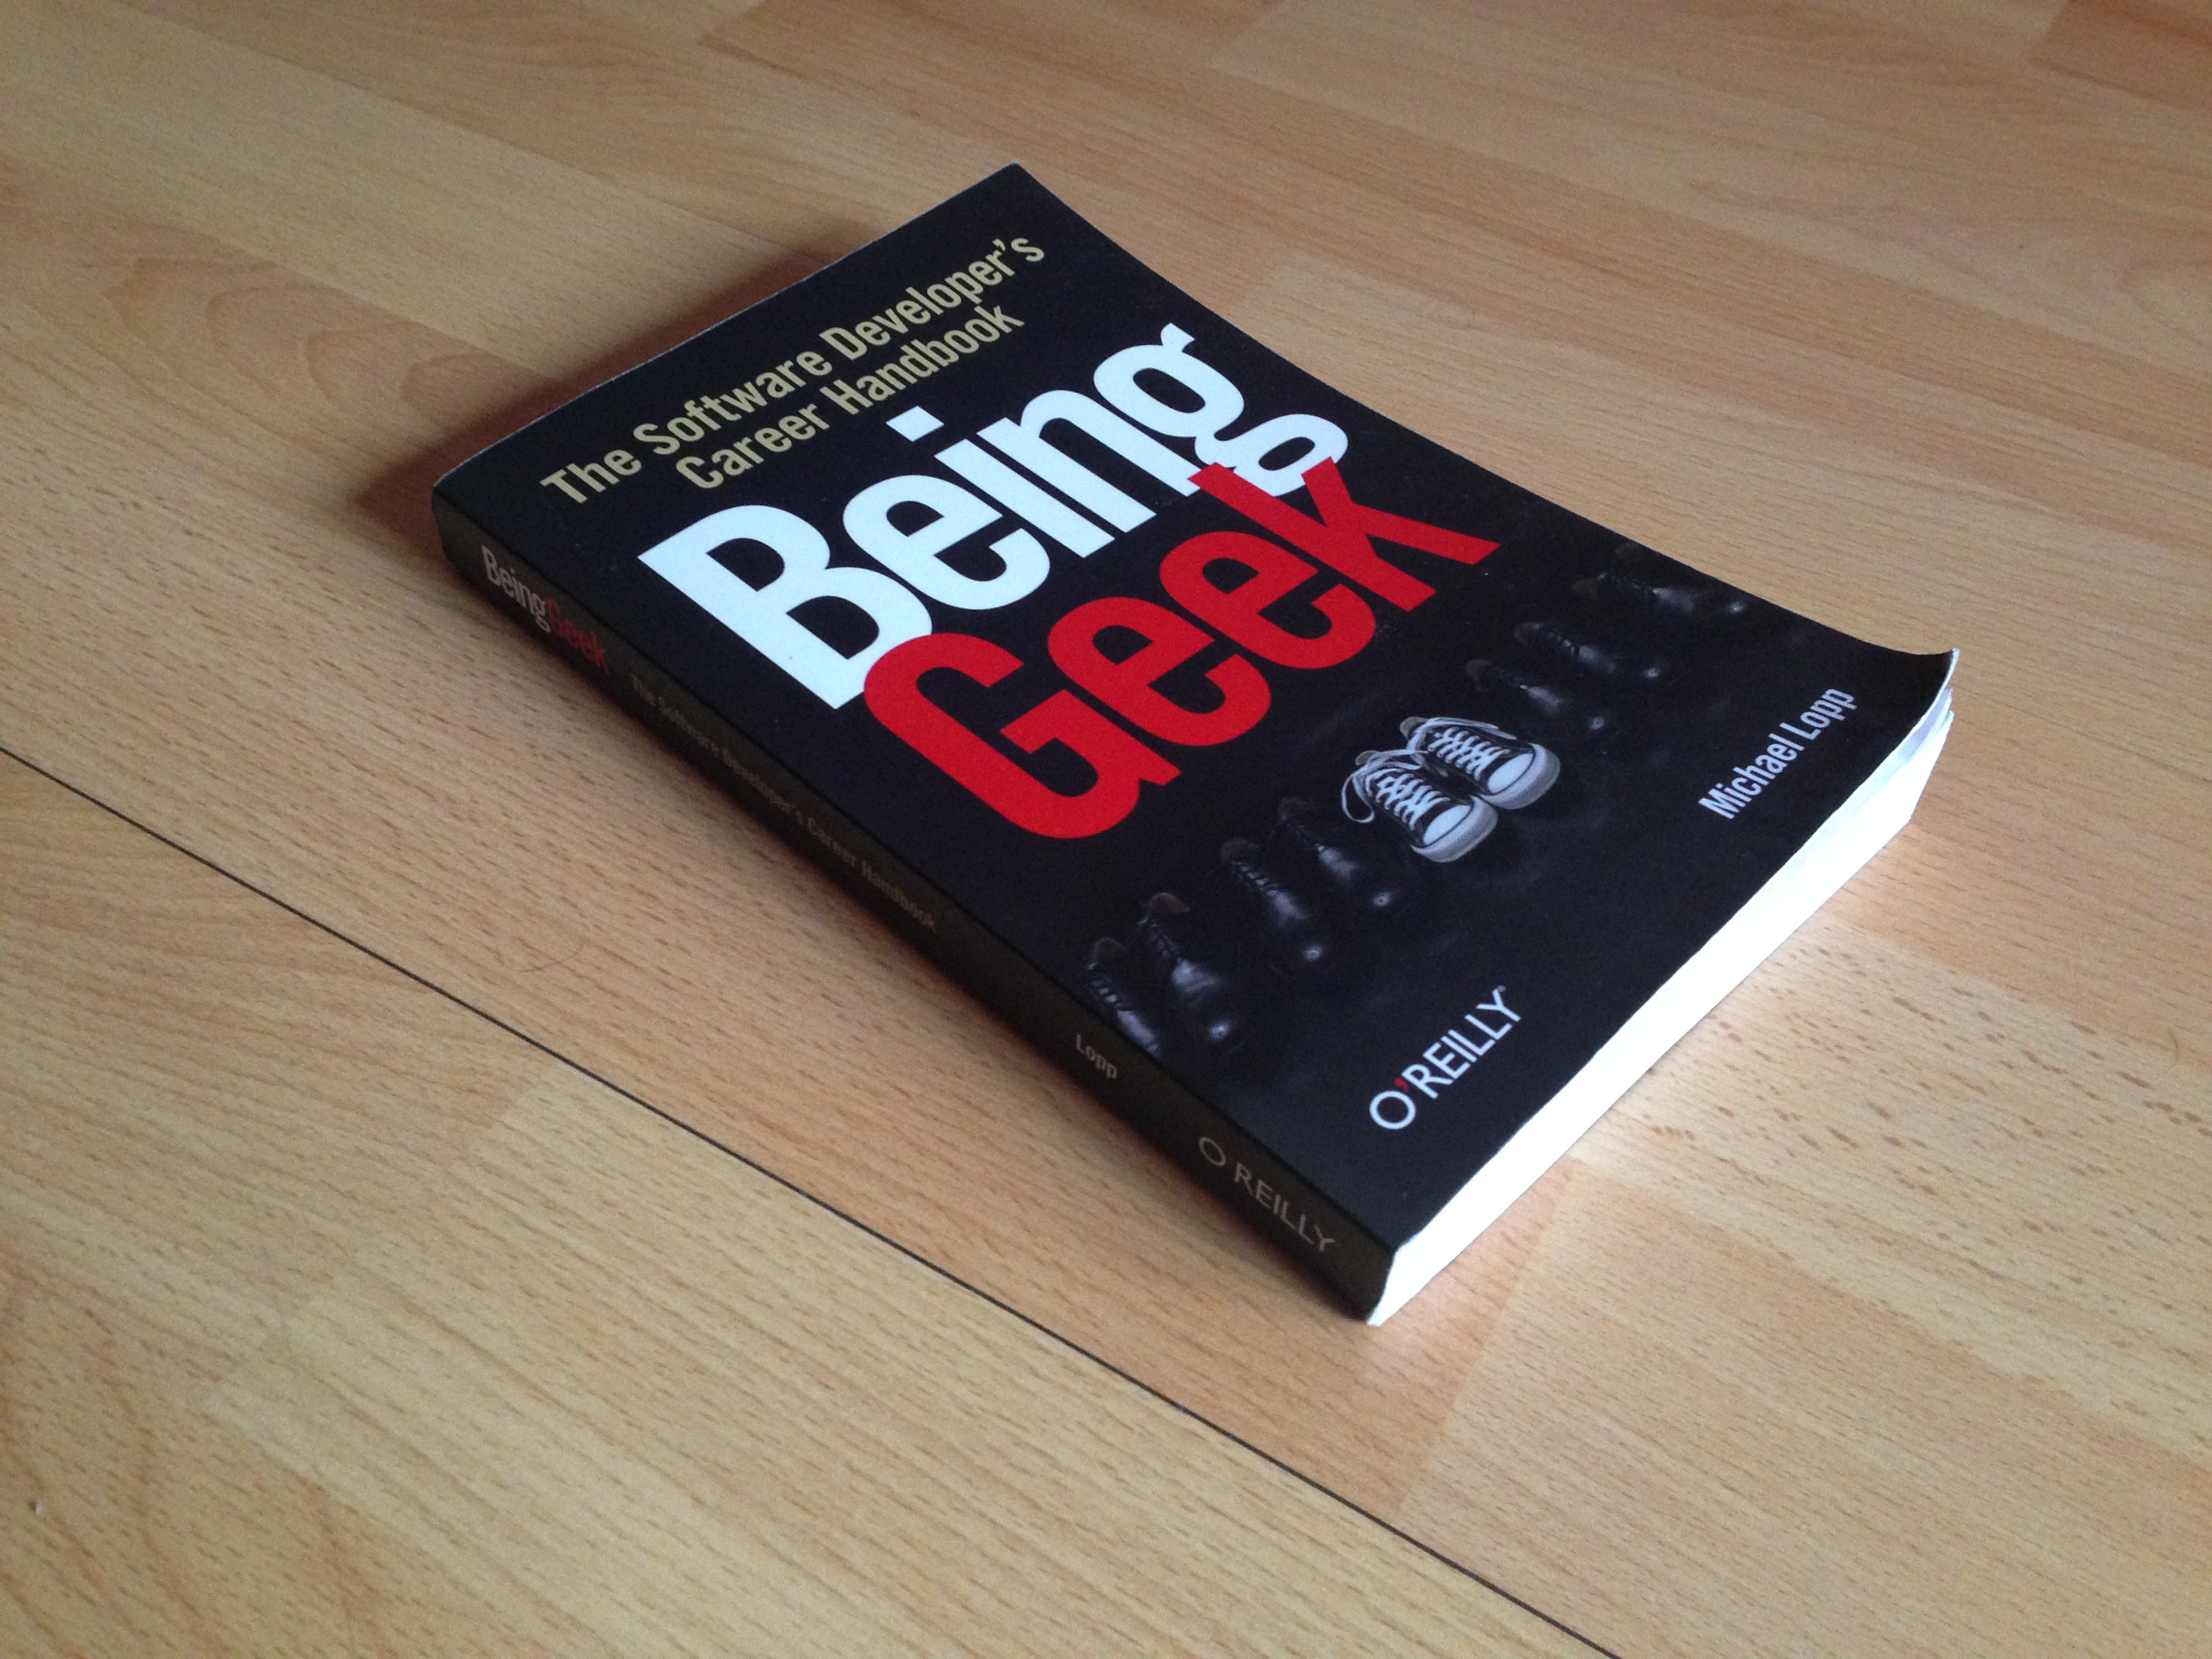 The Software Developer's
Career Handbook
Being
Geek
Michael Lopp
O'REILLY®
BeingGeek The Software Developer's Career Handbook Lopp O'REILLY